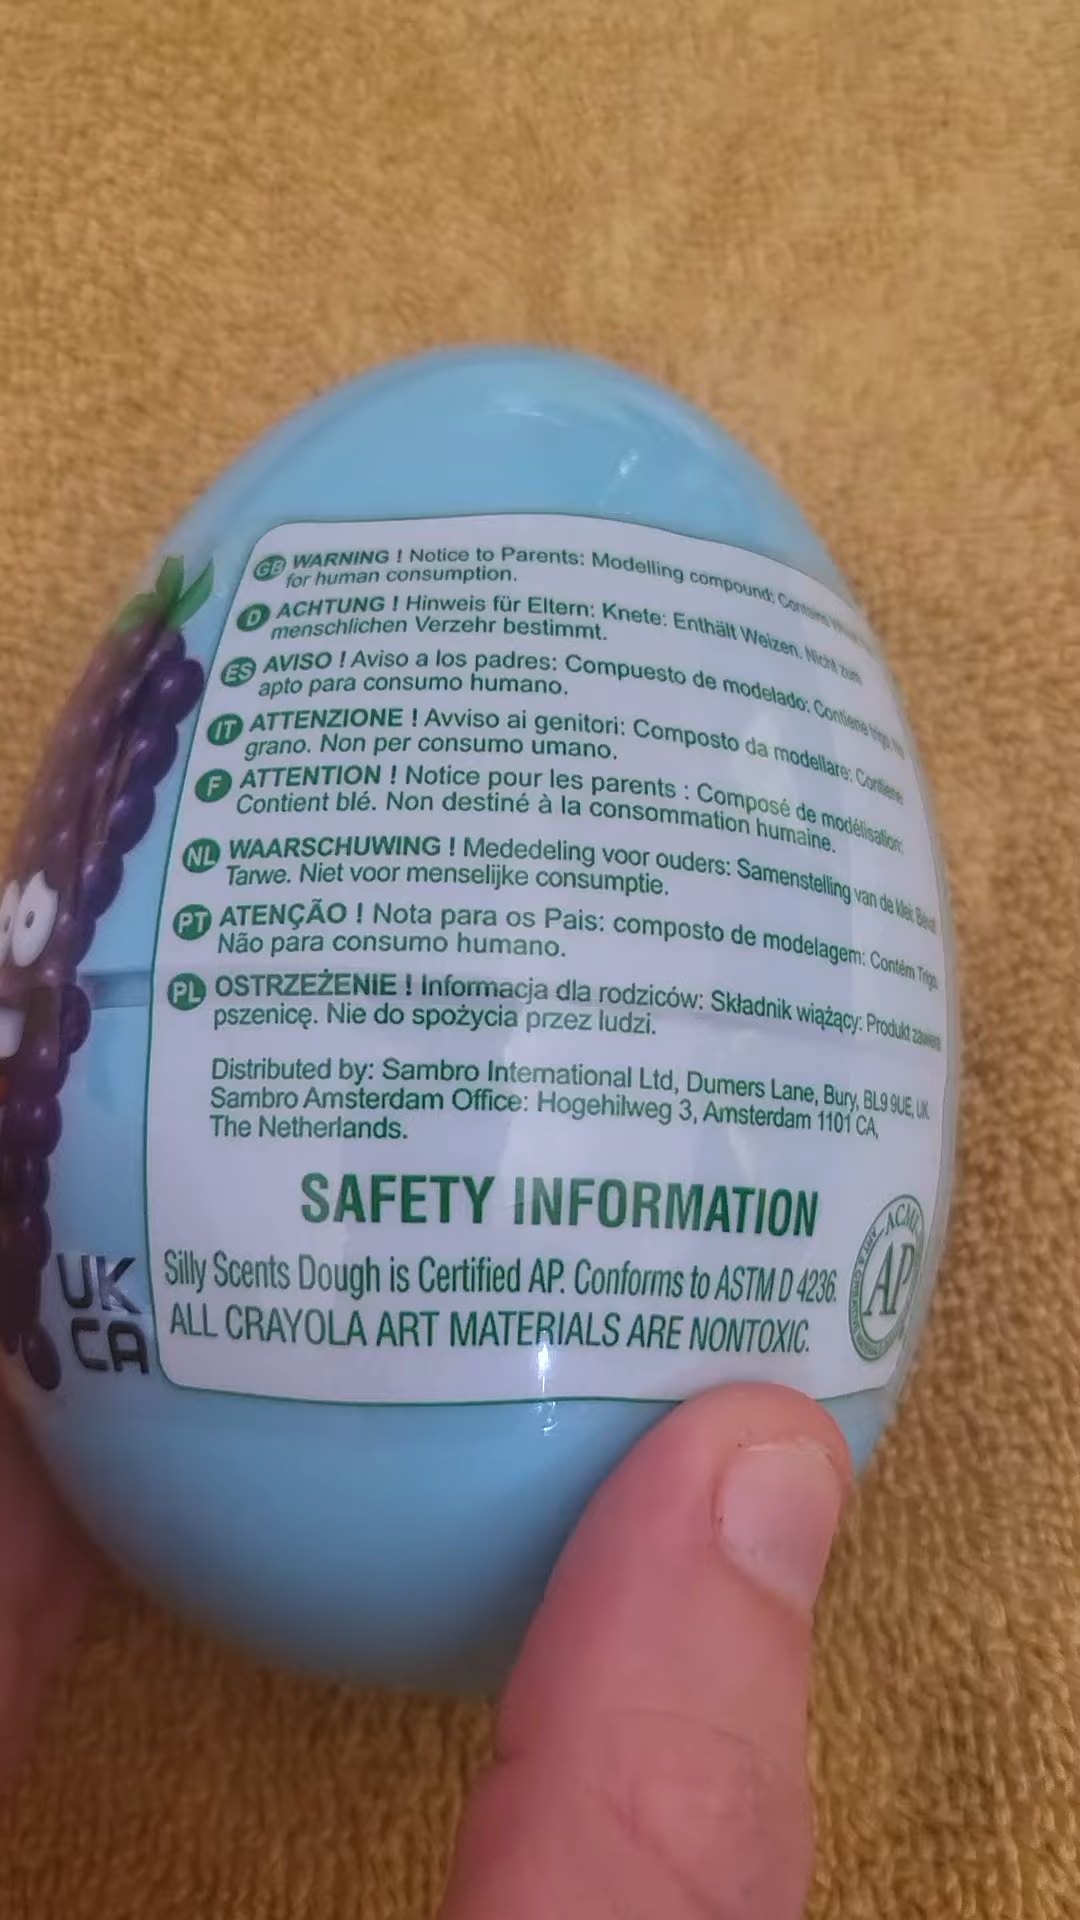 GB WARNING ! Notice to Parents: Modelling compound: Contains
for human consumption.
D ACHTUNG ! Hinweis für Eltern: Knete: Enthält Weizen. Nicht zum
menschlichen Verzehr bestimmt.
ES AVISO ! Aviso a los padres: Compuesto de modelado: Contiene trigo. No
apto para consumo humano.
IT ATTENZIONE ! Avviso ai genitori: Composto da modellare: Contiene
grano. Non per consumo umano.
F ATTENTION ! Notice pour les parents : Composé de modélisation:
Contient blé. Non destiné à la consommation humaine.
NL WAARSCHUWING ! Mededeling voor ouders: Samenstelling van de klei:
Tarwe. Niet voor menselijke consumptie.
PT ATENÇÃO ! Nota para os Pais: composto de modelagem: Contém Trigo.
Não para consumo humano.
PL OSTRZEŻENIE ! Informacja dla rodziców: Składnik wiążący: Produkt zawiera
pszenicę. Nie do spożycia przez ludzi.
Distributed by: Sambro International Ltd, Dumers Lane, Bury, BL9 9UE, UK.
Sambro Amsterdam Office: Hogehilweg 3, Amsterdam 1101 CA,
The Netherlands.
SAFETY INFORMATION
Silly Scents Dough is Certified AP. Conforms to ASTM D 4236.
ALL CRAYOLA ART MATERIALS ARE NONTOXIC.
ACMI
AP
UK
CA